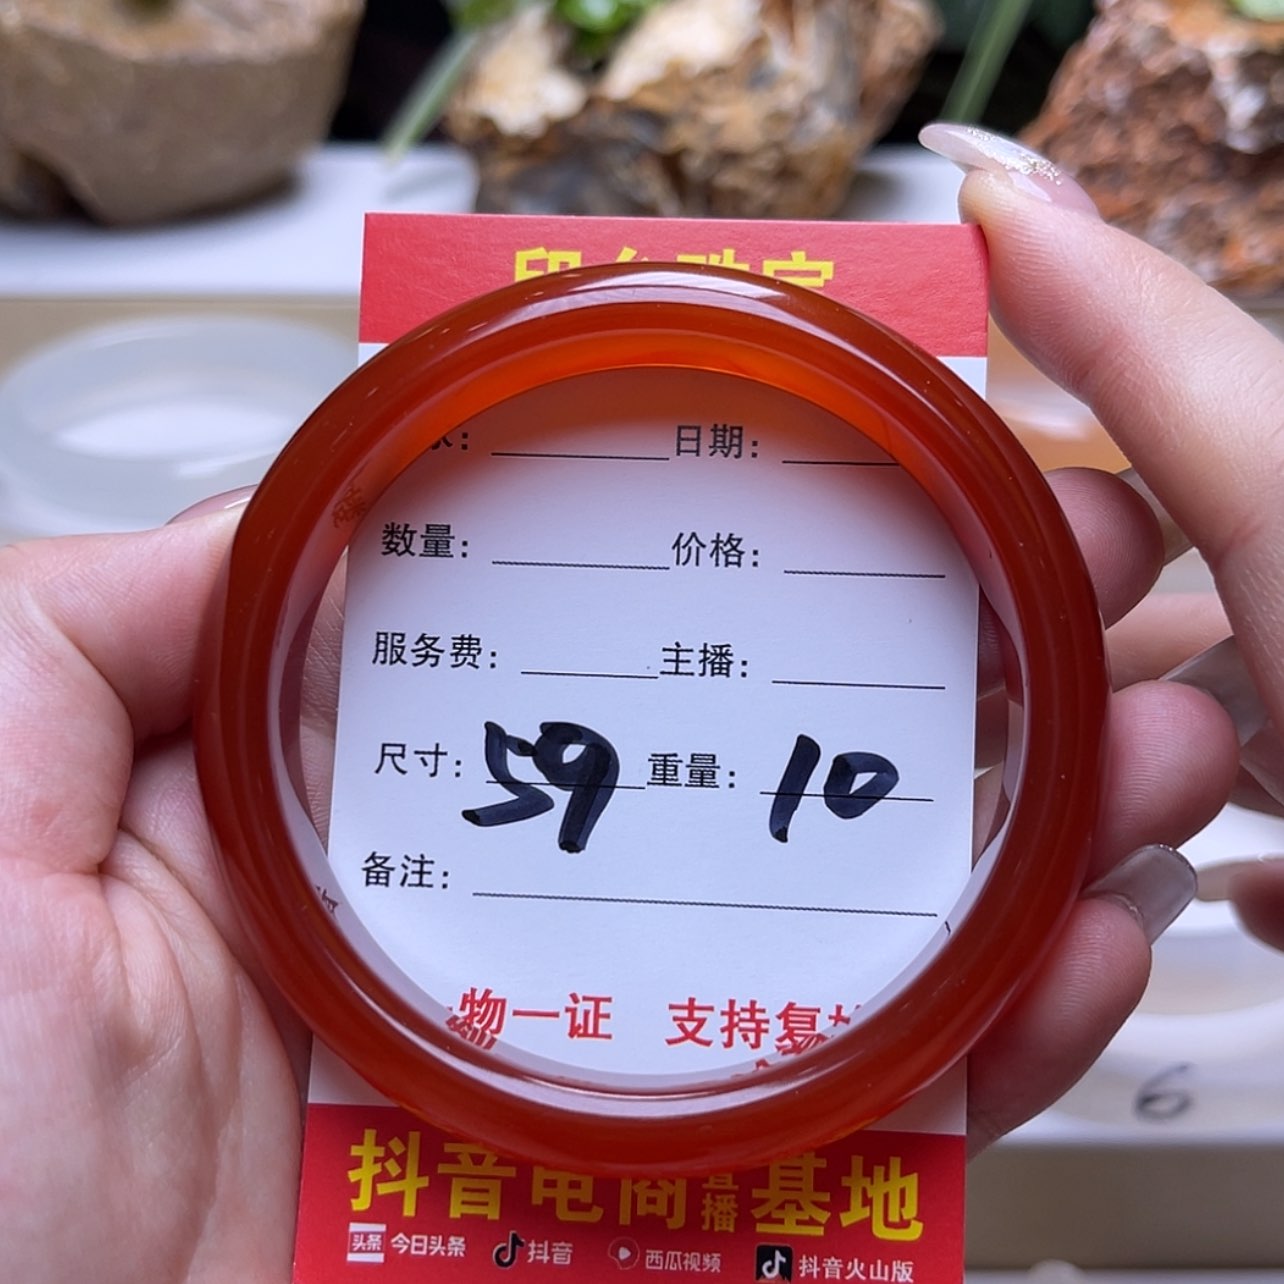 日期：
数量： 价格：
服务费： 主播：
尺寸：59 重量：10
备注：
物一证 支持复
抖音电商直播基地
头条 今日头条 抖音 西瓜视频 抖音火山版
6